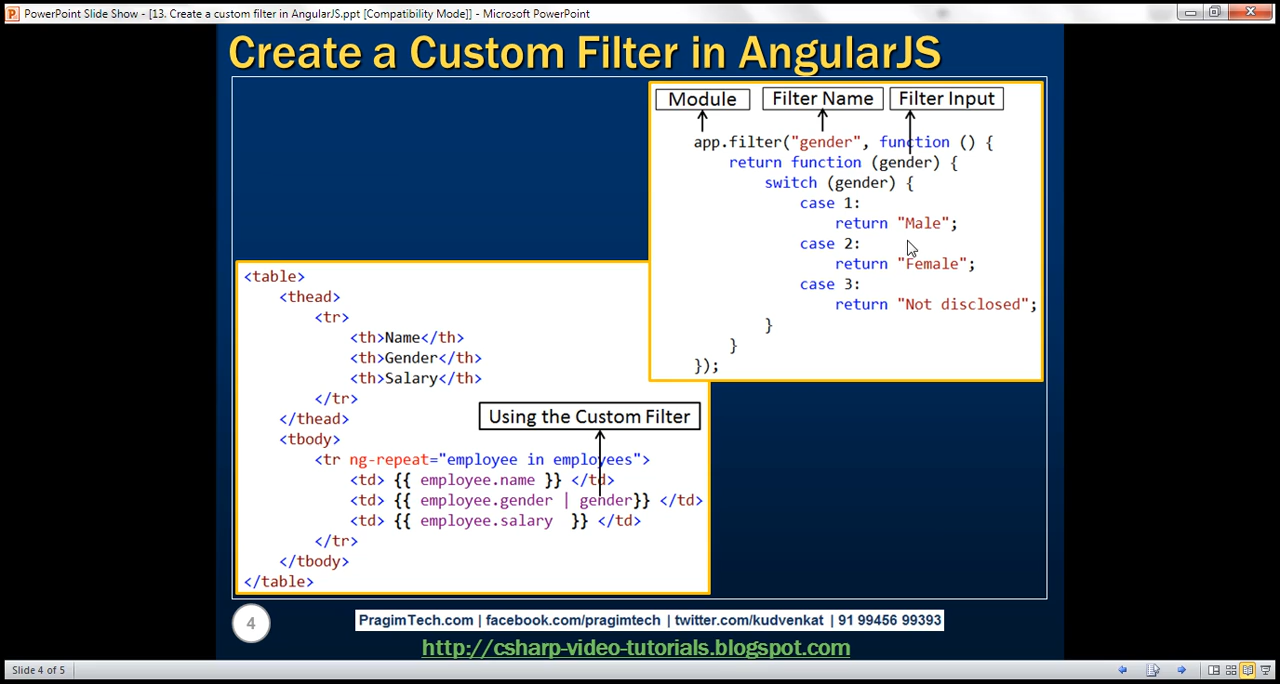 PowerPoint Slide Show - [13. Create a custom filter in AngularJS.ppt [Compatibility Mode]] - Microsoft PowerPoint
Create a Custom Filter in AngularJS
Module
Filter Name
Filter Input
app.filter("gender", function () {
return function (gender) {
switch (gender) {
case 1:
return "Male";
case 2:
return "Female";
case 3:
return "Not disclosed";
}
}
});
<table>
<thead>
<tr>
<th>Name</th>
<th>Gender</th>
<th>Salary</th>
</tr>
</thead>
Using the Custom Filter
<tbody>
<tr ng-repeat="employee in employees">
<td> {{ employee.name }} </td>
<td> {{ employee.gender | gender}} </td>
<td> {{ employee.salary  }} </td>
</tr>
</tbody>
</table>
4
PragimTech.com | facebook.com/pragimtech | twitter.com/kudvenkat | 91 99456 99393
http://csharp-video-tutorials.blogspot.com
Slide 4 of 5